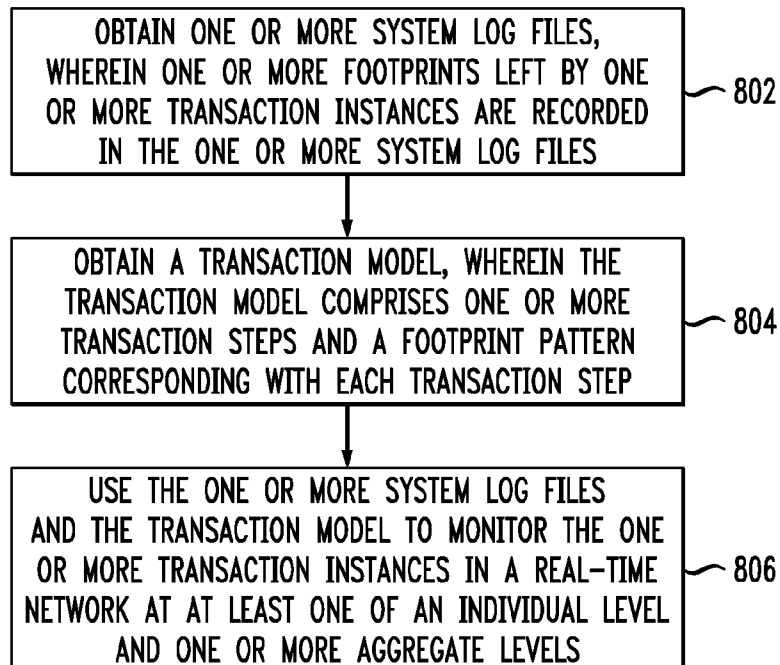 OBTAIN ONE OR MORE SYSTEM LOG FILES,
WHEREIN ONE OR MORE FOOTPRINTS LEFT BY ONE
OR MORE TRANSACTION INSTANCES ARE RECORDED
IN THE ONE OR MORE SYSTEM LOG FILES
802
OBTAIN A TRANSACTION MODEL, WHEREIN THE
TRANSACTION MODEL COMPRISES ONE OR MORE
TRANSACTION STEPS AND A FOOTPRINT PATTERN
CORRESPONDING WITH EACH TRANSACTION STEP
804
USE THE ONE OR MORE SYSTEM LOG FILES
AND THE TRANSACTION MODEL TO MONITOR THE ONE
OR MORE TRANSACTION INSTANCES IN A REAL-TIME
NETWORK AT AT LEAST ONE OF AN INDIVIDUAL LEVEL
AND ONE OR MORE AGGREGATE LEVELS
806